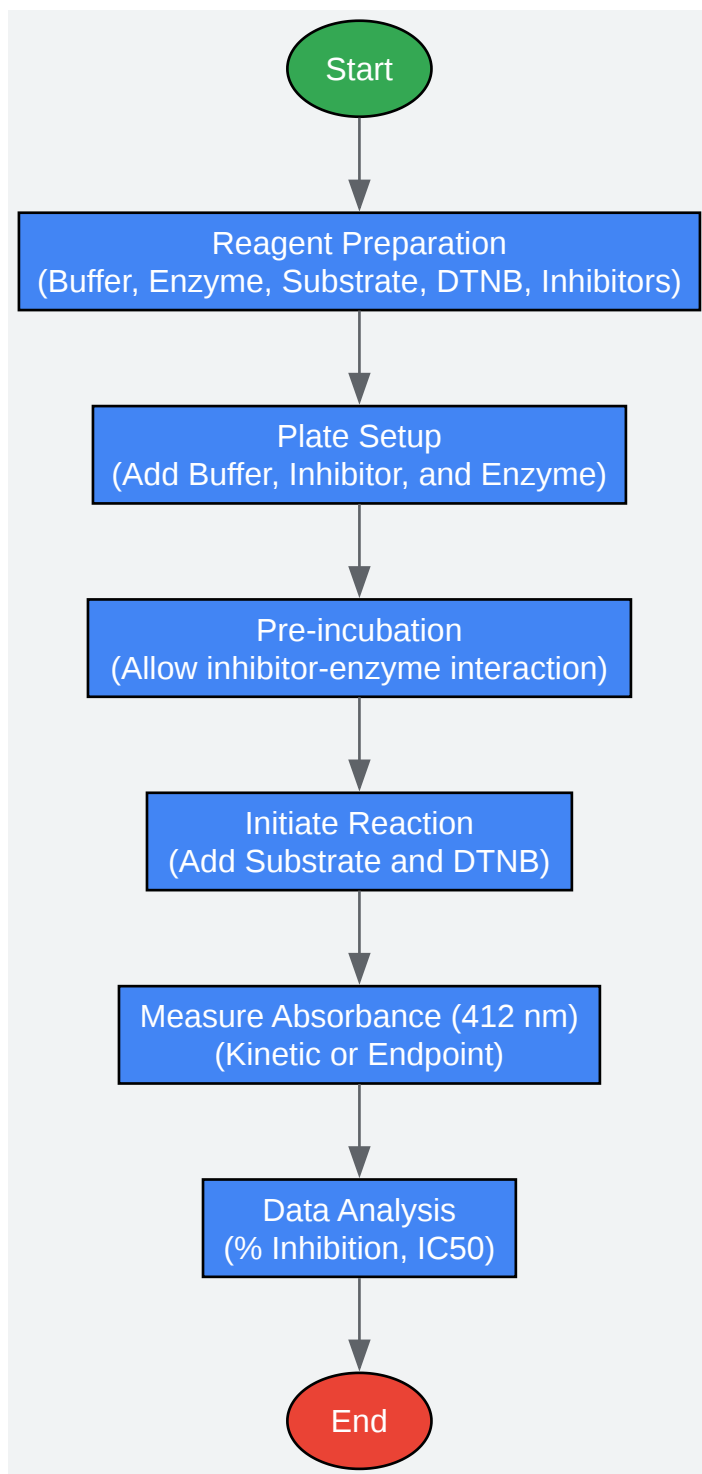 Start
Reagent Preparation
(Buffer, Enzyme, Substrate, DTNB, Inhibitors)
Plate Setup
(Add Buffer, Inhibitor, and Enzyme)
Pre-incubation
(Allow inhibitor-enzyme interaction)
Initiate Reaction
(Add Substrate and DTNB)
Measure Absorbance (412 nm)
(Kinetic or Endpoint)
Data Analysis
(% Inhibition, IC50)
End